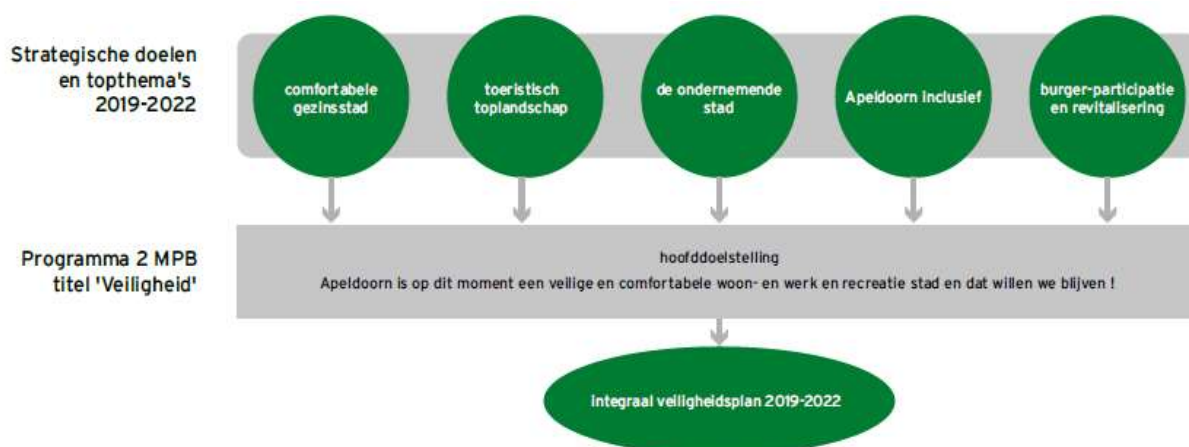 Strategische doelen
en topthema's
2019-2022
comfortabele
gezinsstad
toeristisch
toplandschap
de ondernemende
stad
Apeldoorn inclusief
burger-participatie
en revitalisering
Programma 2 MPB
titel 'Veiligheid'
hoofddoelstelling
Apeldoorn is op dit moment een veilige en comfortabele woon- en werk en recreatie stad en dat willen we blijven !
integraal veiligheidsplan 2019-2022